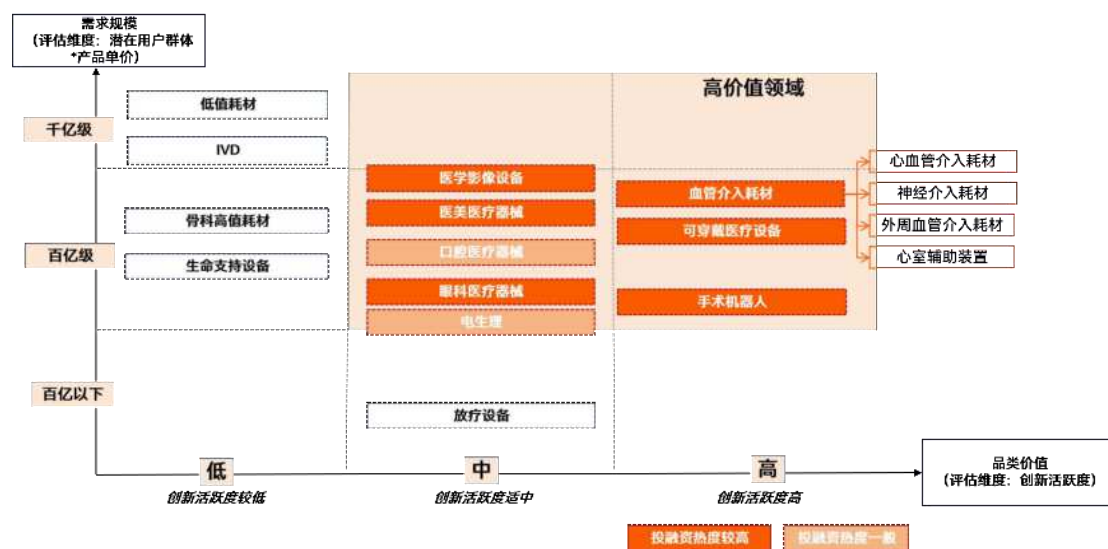 需求规模
(评估维度：潜在用户群体
*产品单价)
高价值领域
千亿级
低值耗材
IVD
医学影像设备
医美医疗器械
口腔医疗器械
眼科医疗器械
电生理
血管介入耗材
可穿戴医疗设备
手术机器人
心血管介入耗材
神经介入耗材
外周血管介入耗材
心室辅助装置
百亿级
骨科高值耗材
生命支持设备
百亿以下
放疗设备
低
中
高
创新活跃度较低
创新活跃度适中
创新活跃度高
品类价值
(评估维度：创新活跃度)
投融资热度较高
投融资热度一般